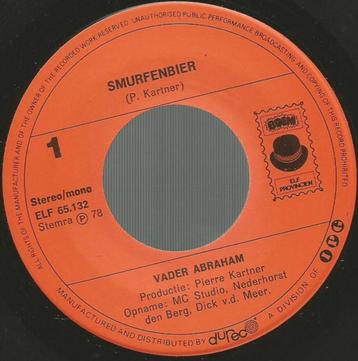 ALL RIGHTS OF THE MANUFACTURER AND OF THE OWNER OF THE RECORDED WORK RESERVED. UNAUTHORISED PUBLIC PERFORMANCE BROADCASTING AND COPYING OF THIS RECORD PROHIBITED
SMURFENBIER
(P. Kartner)
1
BOEM
ELF
PROVINCIEN
Stereo/mono
ELF 65.132
Stemra Ⓟ 78
VADER ABRAHAM
Productie: Pierre Kartner
Opname: MC Studio, Nederhorst
den Berg, Dick v.d. Meer.
MANUFACTURED AND DISTRIBUTED BY dureco A DIVISION OF